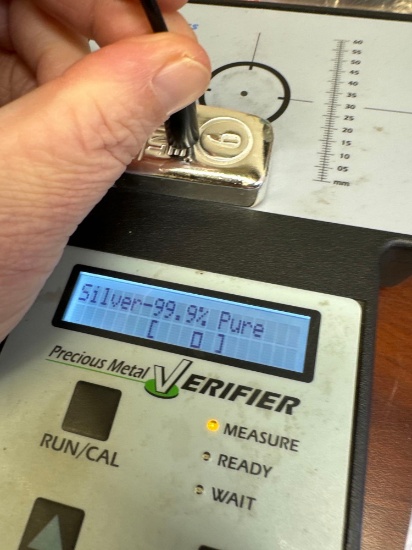 60
55
50
45
40
35
30
25
20
15
10
05
mm
Silver-99.9% Pure
[ 0 ]
Precious Metal
VERIFIER
RUN/CAL
MEASURE
READY
WAIT